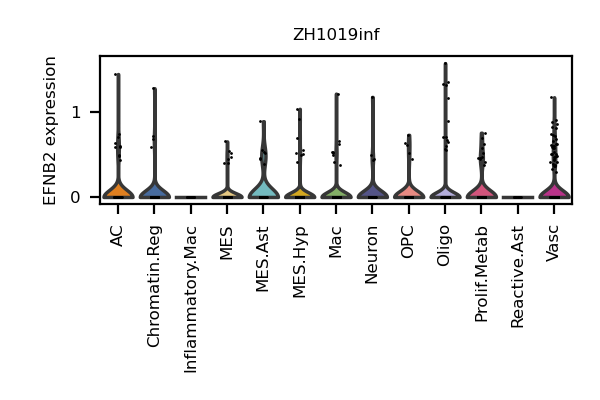 ZH1019inf
EFNB2 expression
1
0
AC
Chromatin.Reg
Inflammatory.Mac
MES
MES.Ast
MES.Hyp
Mac
Neuron
OPC
Oligo
Prolif.Metab
Reactive.Ast
Vasc